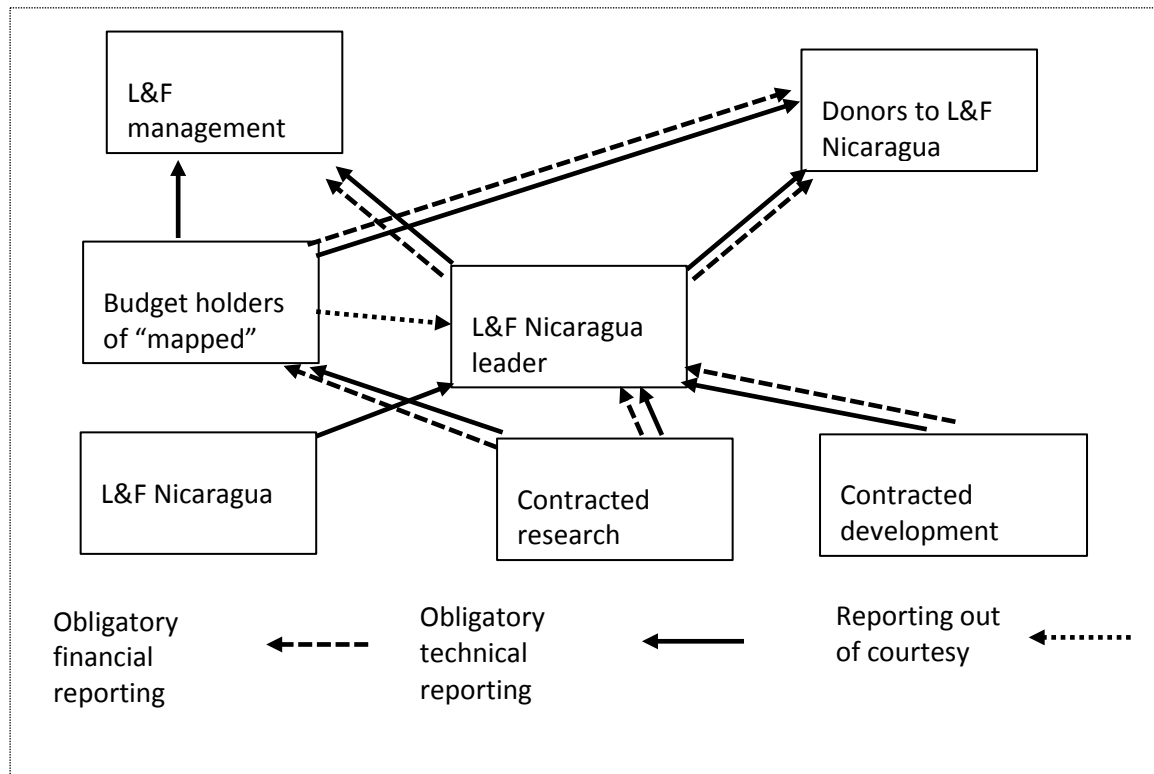 L&F
management
Donors to L&F
Nicaragua
Budget holders
of “mapped”
L&F Nicaragua
leader
L&F Nicaragua
Contracted
research
Contracted
development
Obligatory
financial
reporting
Obligatory
technical
reporting
Reporting out
of courtesy